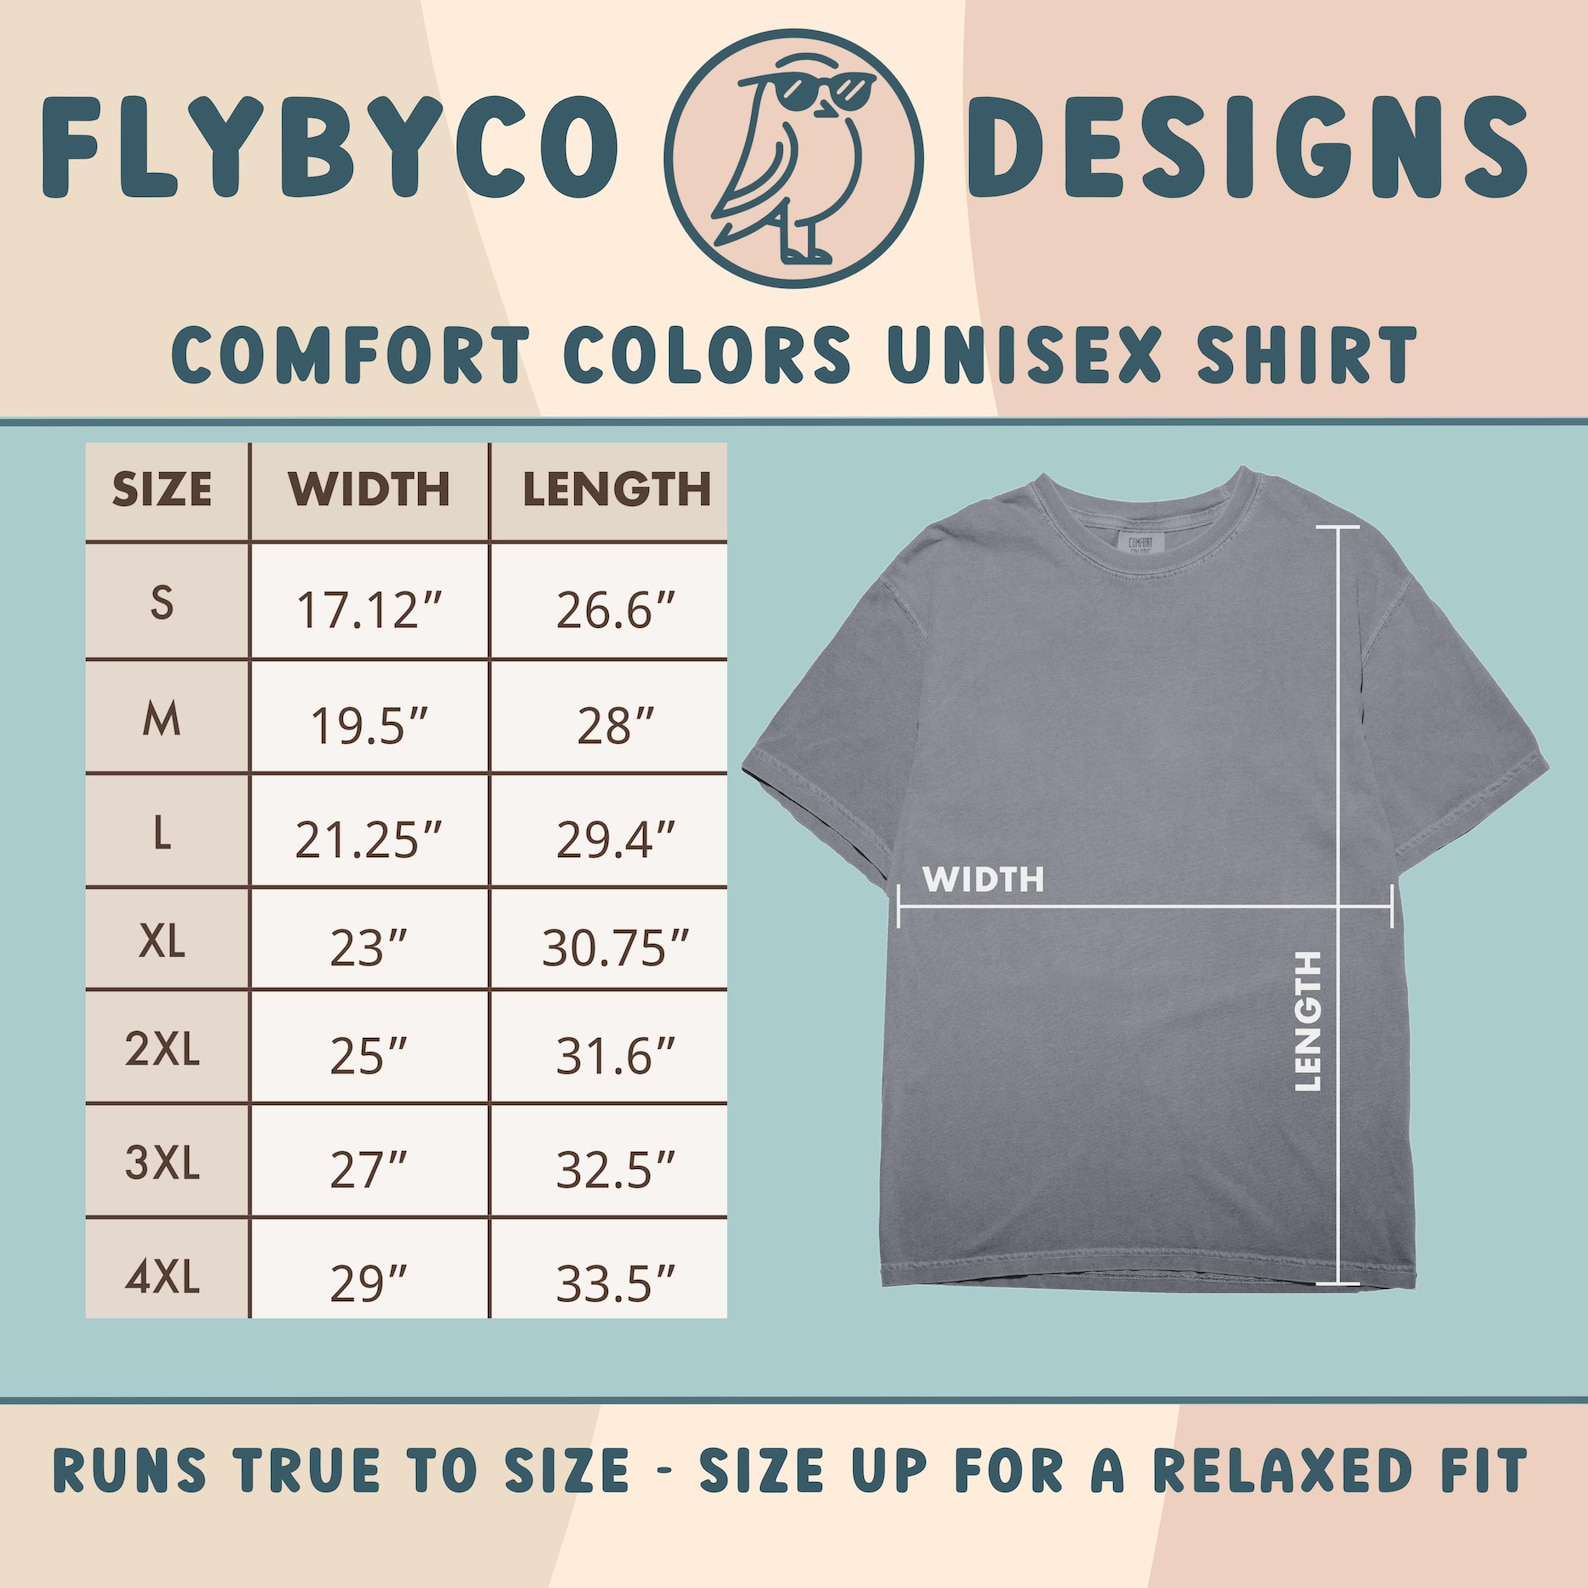 FLYBYCO DESIGNS
COMFORT COLORS UNISEX SHIRT
SIZE WIDTH LENGTH
S 17.12” 26.6”
M 19.5” 28”
L 21.25” 29.4”
XL 23” 30.75”
2XL 25” 31.6”
3XL 27” 32.5”
4XL 29” 33.5”
COMFORT
COLORS
WIDTH
LENGTH
RUNS TRUE TO SIZE - SIZE UP FOR A RELAXED FIT